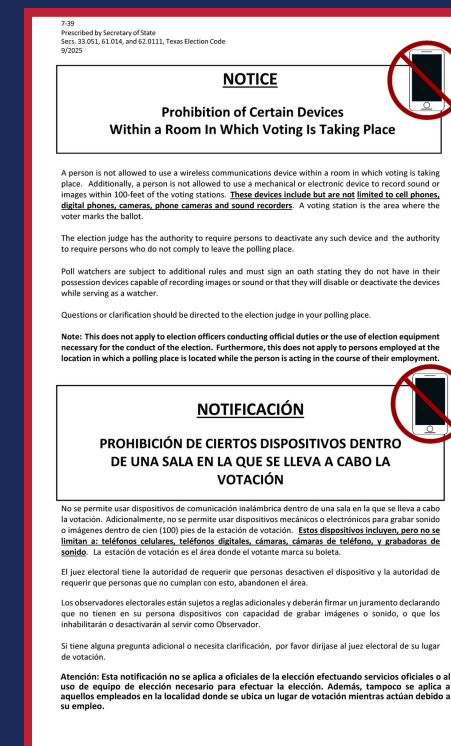 7-39
Prescribed by Secretary of State
Secs. 33.051, 61.014, and 62.0111, Texas Election Code
9/2025
NOTICE
Prohibition of Certain Devices
Within a Room In Which Voting Is Taking Place
A person is not allowed to use a wireless communications device within a room in which voting is taking
place. Additionally, a person is not allowed to use a mechanical or electronic device to record sound or
images within 100-feet of the voting stations. These devices include but are not limited to cell phones,
digital phones, cameras, phone cameras and sound recorders. A voting station is the area where the
voter marks the ballot.
The election judge has the authority to require persons to deactivate any such device and the authority
to require persons who do not comply to leave the polling place.
Poll watchers are subject to additional rules and must sign an oath stating they do not have in their
possession devices capable of recording images or sound or that they will disable or deactivate the devices
while serving as a watcher.
Questions or clarification should be directed to the election judge in your polling place.
Note: This does not apply to election officers conducting official duties or the use of election equipment
necessary for the conduct of the election. Furthermore, this does not apply to persons employed at the
location in which a polling place is located while the person is acting in the course of their employment.
NOTIFICACIÓN
PROHIBICIÓN DE CIERTOS DISPOSITIVOS DENTRO
DE UNA SALA EN LA QUE SE LLEVA A CABO LA
VOTACIÓN
No se permite usar dispositivos de comunicación inalámbrica dentro de una sala en la que se lleva a cabo
la votación. Adicionalmente, no se permite usar dispositivos mecánicos o electrónicos para grabar sonido
o imágenes dentro de cien (100) pies de la estación de votación. Estos dispositivos incluyen, pero no se
limitan a: teléfonos celulares, teléfonos digitales, cámaras, cámaras de teléfono, y grabadoras de
sonido. La estación de votación es el área donde el votante marca su boleta.
El juez electoral tiene la autoridad de requerir que personas desactiven el dispositivo y la autoridad de
requerir que personas que no cumplan con esto, abandonen el área.
Los observadores electorales están sujetos a reglas adicionales y deberán firmar un juramento declarando
que no tienen en su persona dispositivos con capacidad de grabar imágenes o sonido, o que los
inhabilitarán o desactivarán al servir como Observador.
Si tiene alguna pregunta adicional o necesita clarificación, por favor diríjase al juez electoral de su lugar
de votación.
Atención: Esta notificación no se aplica a oficiales de la elección efectuando servicios oficiales o al
uso de equipo de elección necesario para efectuar la elección. Además, tampoco se aplica a
aquellos empleados en la localidad donde se ubica un lugar de votación mientras actúan debido a
su empleo.